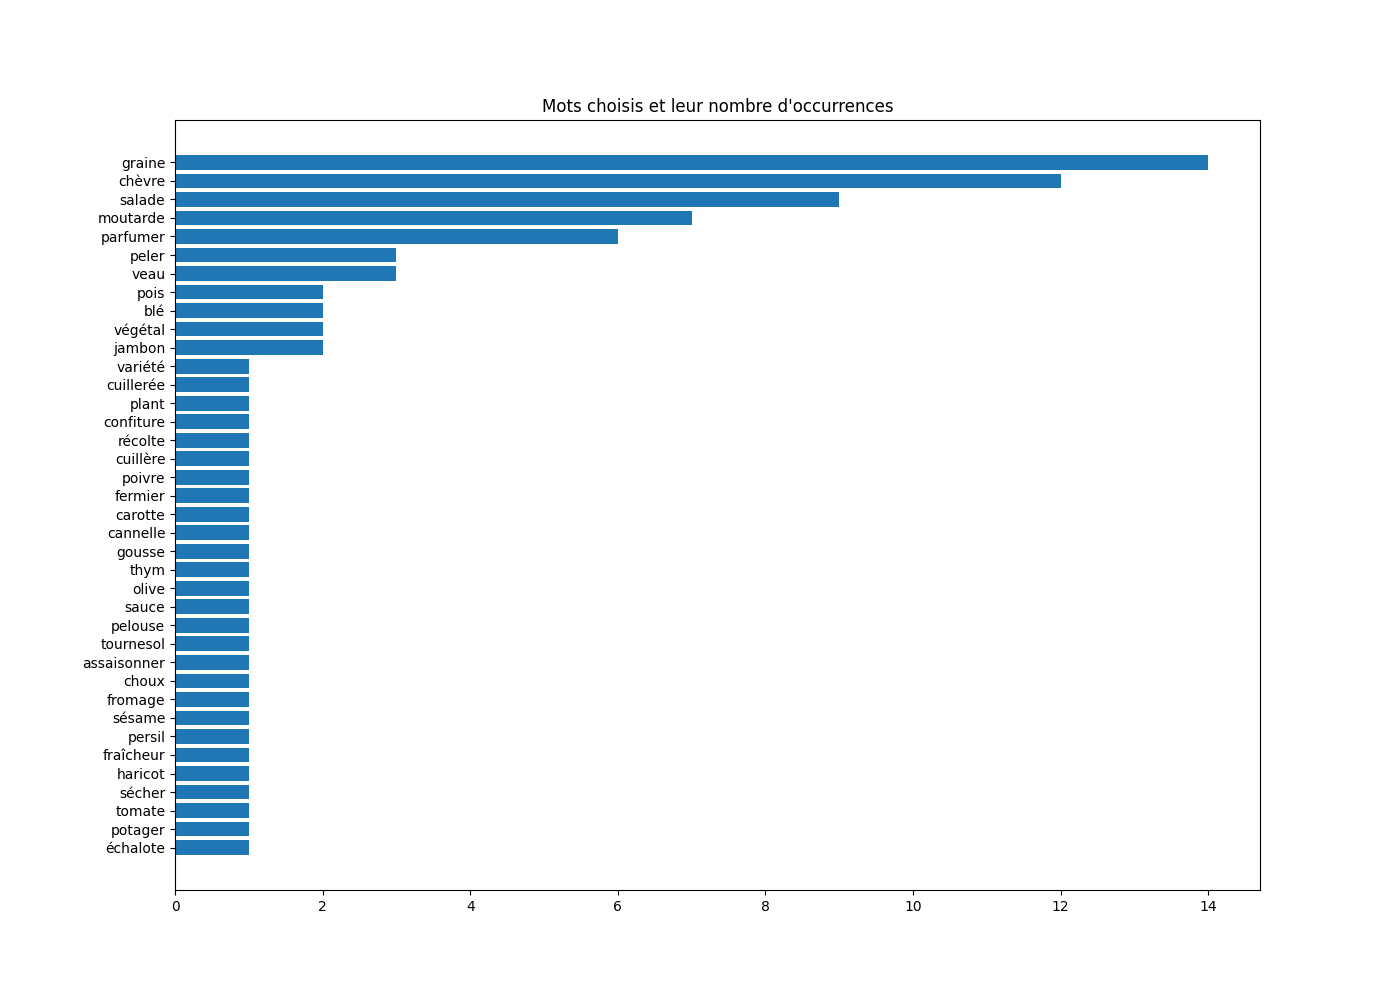 Mots choisis et leur nombre d'occurrences
graine
chèvre
salade
moutarde
parfumer
peler
veau
pois
blé
végétal
jambon
variété
cuillerée
plant
confiture
récolte
cuillère
poivre
fermier
carotte
cannelle
gousse
thym
olive
sauce
pelouse
tournesol
assaisonner
choux
fromage
sésame
persil
fraîcheur
haricot
sécher
tomate
potager
échalote
0 2 4 6 8 10 12 14